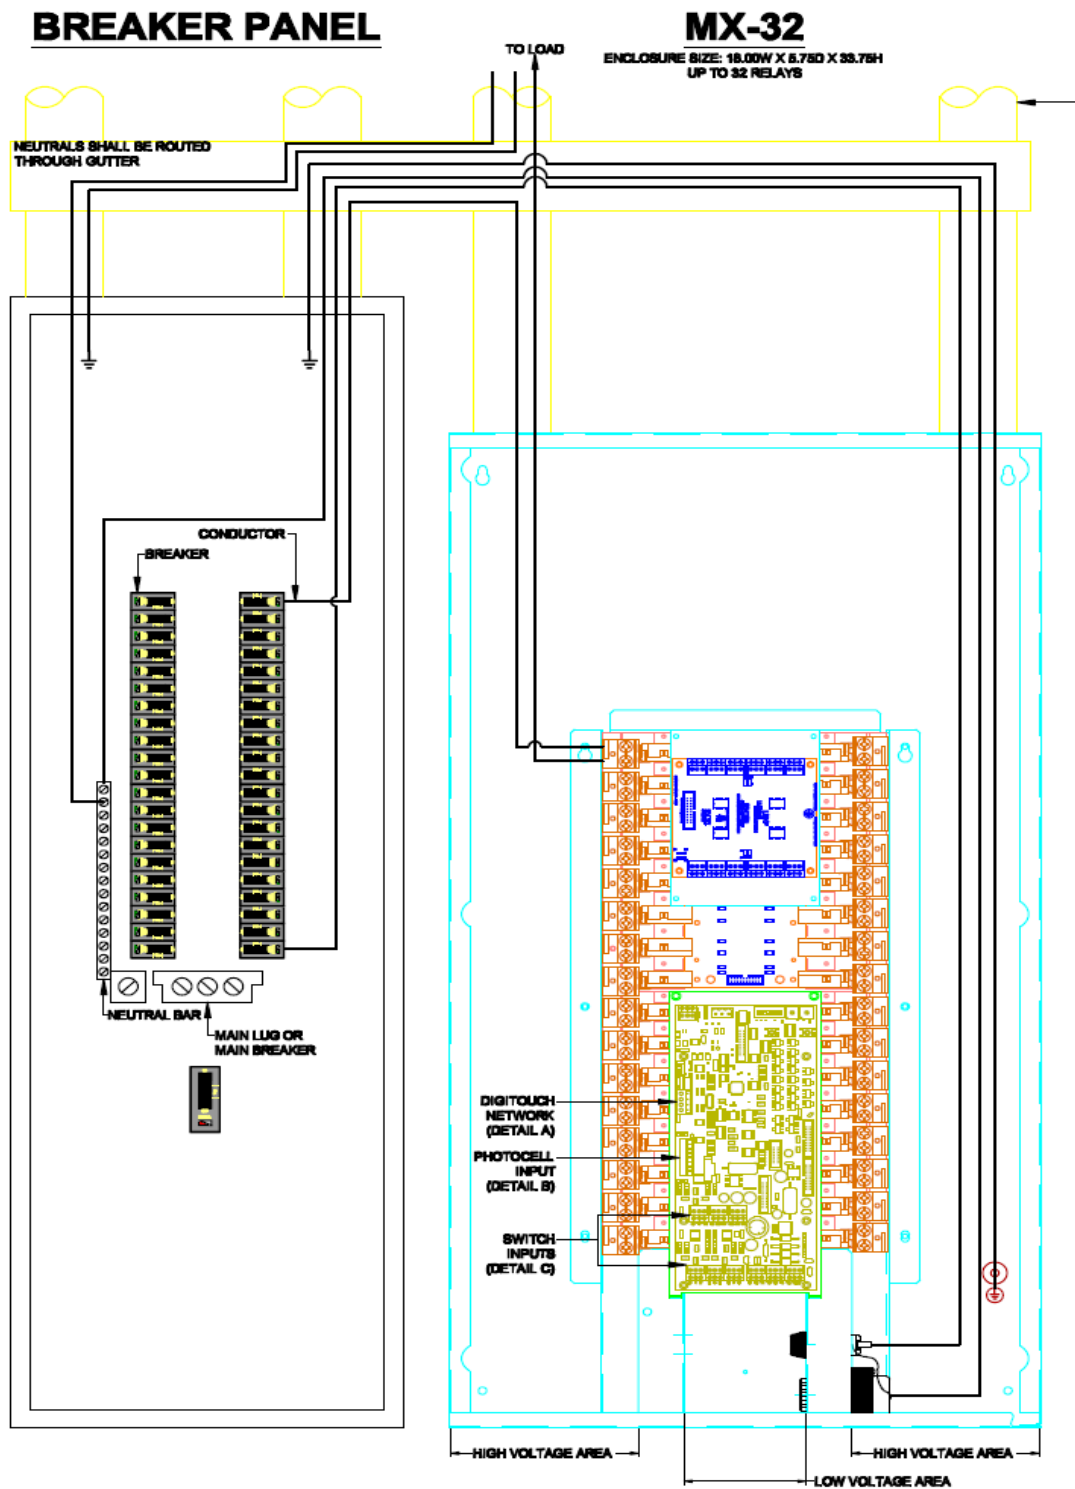 BREAKER PANEL
MX-32
ENCLOSURE SIZE: 18.00W X 5.75D X 33.75H
UP TO 32 RELAYS
TO LOAD
NEUTRALS SHALL BE ROUTED
THROUGH GUTTER
CONDUCTOR
BREAKER
NEUTRAL BAR
MAIN LUG OR
MAIN BREAKER
DIGITOUCH
NETWORK
(DETAIL A)
PHOTOCELL
INPUT
(DETAIL B)
SWITCH
INPUTS
(DETAIL C)
HIGH VOLTAGE AREA
HIGH VOLTAGE AREA
LOW VOLTAGE AREA